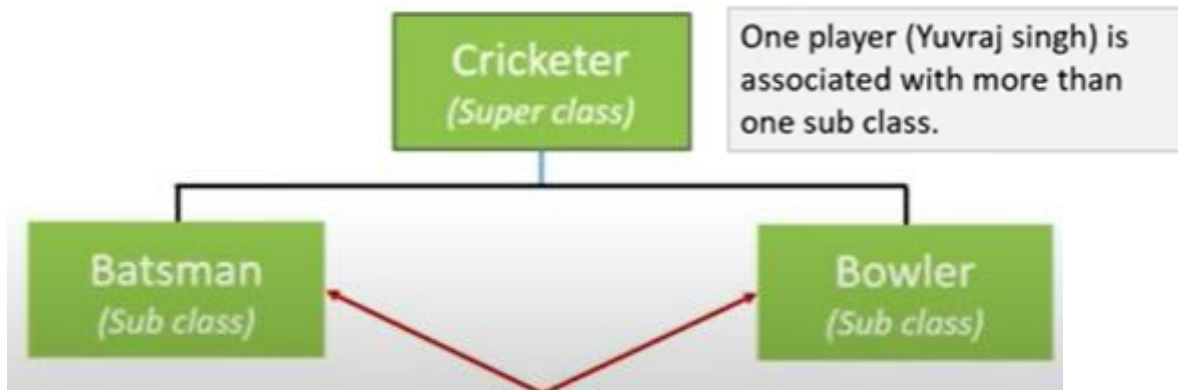 Cricketer
(Super class)
One player (Yuvraj singh) is
associated with more than
one sub class.
Batsman
(Sub class)
Bowler
(Sub class)